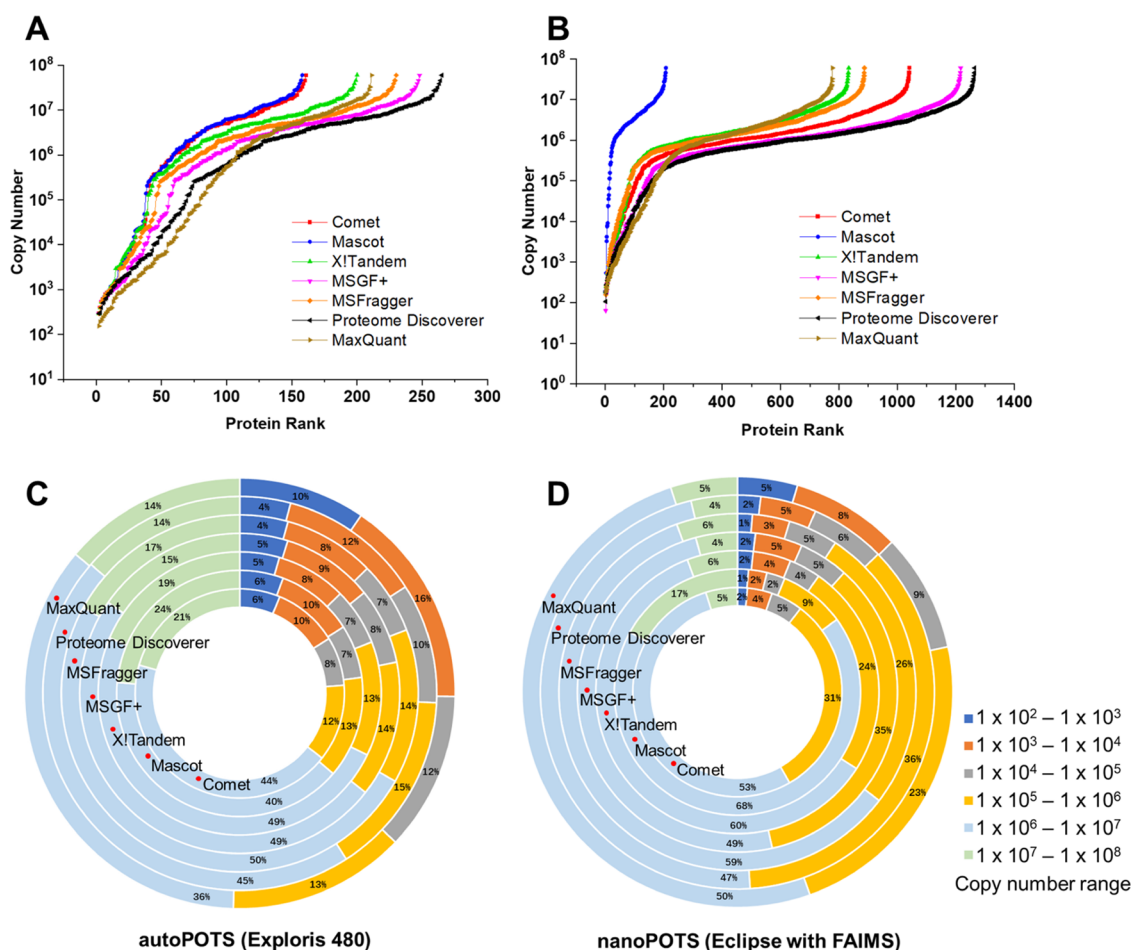 A
B
Copy Number
10⁸
10⁷
10⁶
10⁵
10⁴
10³
10²
10¹
0
50
100
150
200
250
300
Protein Rank
Comet
Mascot
X!Tandem
MSGF+
MSFragger
Proteome Discoverer
MaxQuant
Copy Number
10⁸
10⁷
10⁶
10⁵
10⁴
10³
10²
10¹
10⁰
0
200
400
600
800
1000
1200
1400
Protein Rank
Comet
Mascot
X!Tandem
MSGF+
MSFragger
Proteome Discoverer
MaxQuant
C
14%
14%
17%
15%
19%
24%
21%
10%
4%
4%
5%
5%
6%
6%
12%
8%
9%
8%
10%
10%
16%
7%
7%
8%
7%
8%
10%
12%
13%
14%
12%
13%
14%
15%
13%
44%
40%
49%
49%
50%
45%
36%
MaxQuant
Proteome Discoverer
MSFragger
MSGF+
X!Tandem
Mascot
Comet
autoPOTS (Exploris 480)
D
5%
4%
6%
4%
6%
17%
5%
5%
2%
1%
2%
2%
1%
2%
8%
5%
3%
5%
4%
2%
4%
6%
5%
5%
4%
2%
5%
9%
9%
24%
26%
31%
35%
36%
23%
53%
68%
60%
49%
59%
47%
50%
MaxQuant
Proteome Discoverer
MSFragger
MSGF+
X!Tandem
Mascot
Comet
nanoPOTS (Eclipse with FAIMS)
1 x 10² – 1 x 10³
1 x 10³ – 1 x 10⁴
1 x 10⁴ – 1 x 10⁵
1 x 10⁵ – 1 x 10⁶
1 x 10⁶ – 1 x 10⁷
1 x 10⁷ – 1 x 10⁸
Copy number range